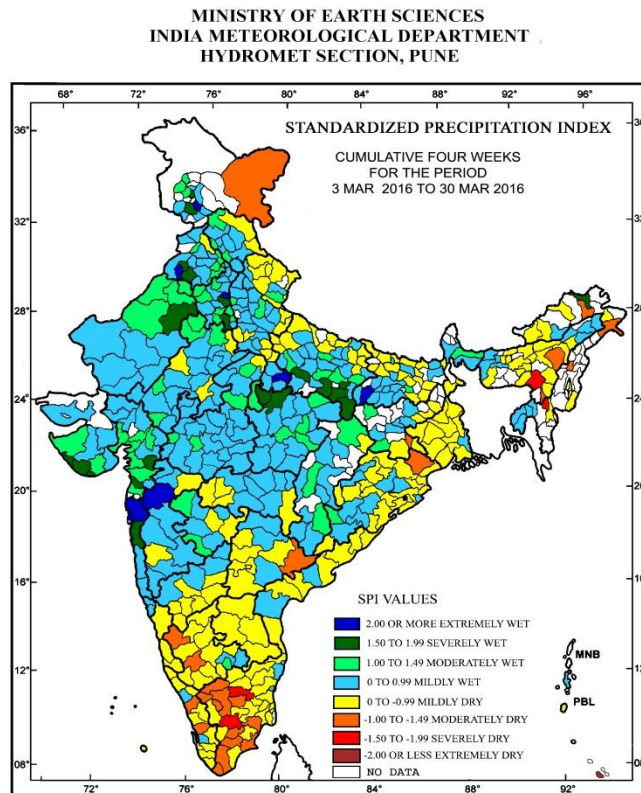 MINISTRY OF EARTH SCIENCES
INDIA METEOROLOGICAL DEPARTMENT
HYDROMET SECTION, PUNE
68° 72° 76° 80° 84° 88° 92° 96°
36°
STANDARDIZED PRECIPITATION INDEX
CUMULATIVE FOUR WEEKS
FOR THE PERIOD
3 MAR 2016 TO 30 MAR 2016
32°
28°
24°
20°
16°
12°
08°
SPI VALUES
2.00 OR MORE EXTREMELY WET
1.50 TO 1.99 SEVERELY WET
1.00 TO 1.49 MODERATELY WET
0 TO 0.99 MILDLY WET
0 TO -0.99 MILDLY DRY
-1.00 TO -1.49 MODERATELY DRY
-1.50 TO -1.99 SEVERELY DRY
-2.00 OR LESS EXTREMELY DRY
NO DATA
MNB
PBL
72° 76° 80° 84° 88° 92°